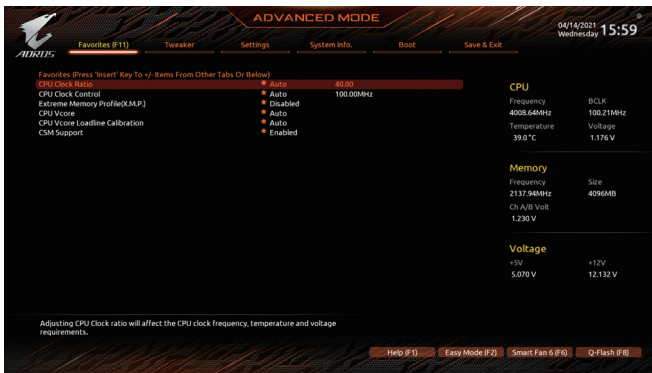 ADVANCED MODE
04/14/2021
Wednesday 15:59
AORUS
Favorites (F11) Tweaker Settings System Info. Boot Save & Exit
Favorites (Press 'Insert' Key To +/- Items From Other Tabs Or Below)
CPU Clock Ratio Auto 40.00
CPU Clock Control Auto 100.00MHz
Extreme Memory Profile(X.M.P.) Disabled
CPU Vcore Auto
CPU Vcore Loadline Calibration Auto
CSM Support Enabled
CPU
Frequency BCLK
4008.64MHz 100.21MHz
Temperature Voltage
39.0 °C 1.176 V
Memory
Frequency Size
2137.94MHz 4096MB
Ch A/B Volt
1.230 V
Voltage
+5V +12V
5.070 V 12.132 V
Adjusting CPU Clock ratio will affect the CPU clock frequency, temperature and voltage
requirements.
Help (F1) Easy Mode (F2) Smart Fan 6 (F6) Q-Flash (F8)